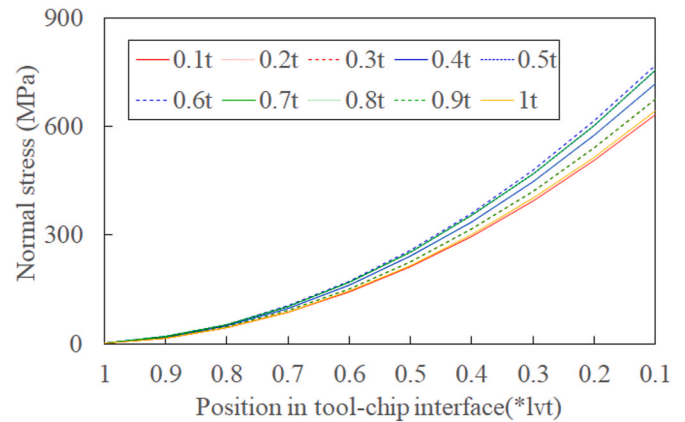 900
600
300
0
Normal stress (MPa)
0.1t 0.2t 0.3t 0.4t 0.5t
0.6t 0.7t 0.8t 0.9t 1t
1 0.9 0.8 0.7 0.6 0.5 0.4 0.3 0.2 0.1
Position in tool-chip interface(*lvt)